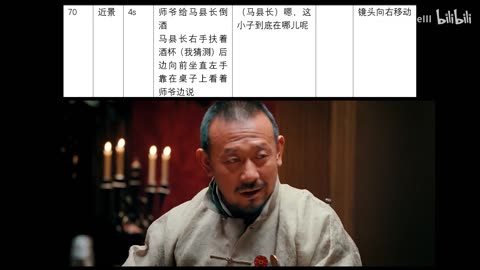 elll bilibili
70 近景 4s 师爷给马县长倒 （马县长）嗯，这 镜头向右移动
酒 小子到底在哪儿呢
马县长右手扶着
酒杯（我猜测）后
边向前坐直左手
靠在桌子上看着
师爷边说